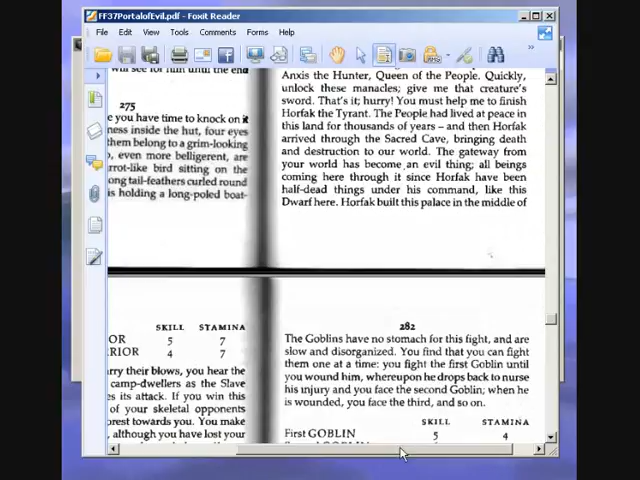 FF37PortalofEvil.pdf - Foxit Reader
File Edit View Tools Comments Forms Help
will see for him until the end
275
e you have time to knock on it
ness inside the hut, four eyes
them belong to a grim-looking
, even more belligerent, are
rrot-like bird sitting on the
ong tail-feathers curled round
is holding a long-poled boat-
Anxis the Hunter, Queen of the People. Quickly,
unlock these manacles; give me that creature's
sword. That's it; hurry! You must help me to finish
Horfak the Tyrant. The People had lived at peace in
this land for thousands of years – and then Horfak
arrived through the Sacred Cave, bringing death
and destruction to our world. The gateway from
your world has become an evil thing; all beings
coming here through it since Horfak have been
half-dead things under his command, like this
Dwarf here. Horfak built this palace in the middle of
SKILL STAMINA
OR 5 7
RIOR 4 7
rry their blows, you hear the
camp-dwellers as the Slave
es its attack. If you win this
of your skeletal opponents
orest towards you. You make
, although you have lost your
282
The Goblins have no stomach for this fight, and are
slow and disorganized. You find that you can fight
them one at a time: you fight the first Goblin until
you wound him, whereupon he drops back to nurse
his injury and you face the second Goblin; when he
is wounded, you face the third, and so on.
SKILL STAMINA
First GOBLIN 5 4